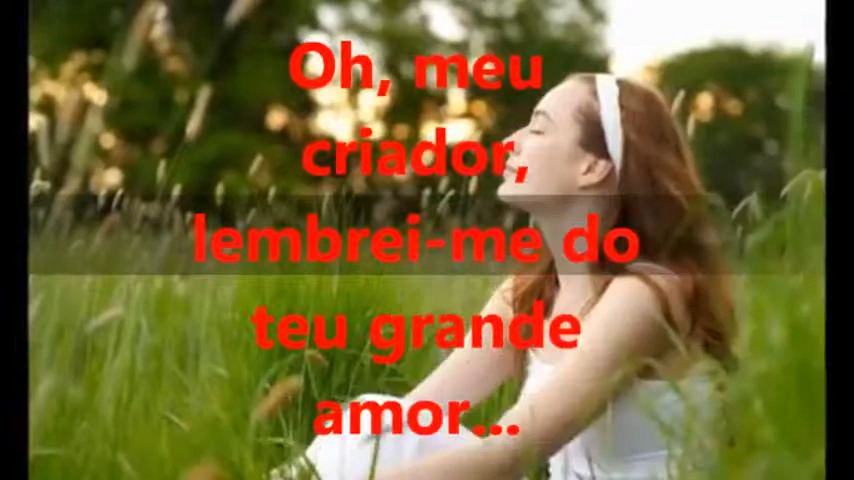 Oh, meu
criador,
lembrei-me do
teu grande
amor...